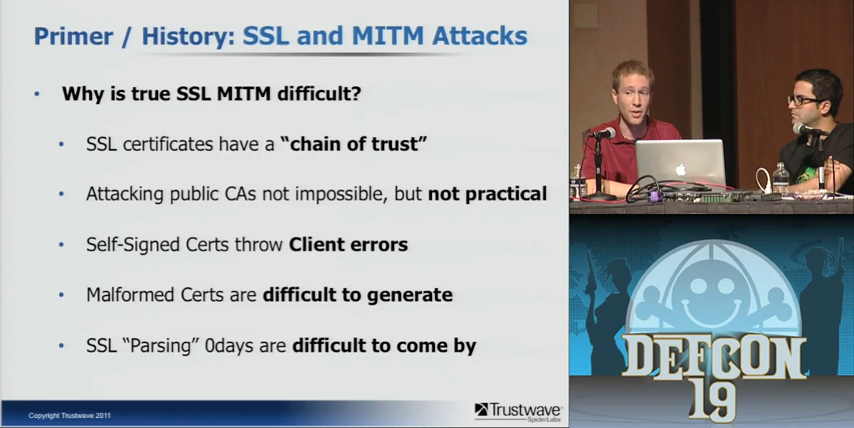 Primer / History: SSL and MITM Attacks
• Why is true SSL MITM difficult?
• SSL certificates have a “chain of trust”
• Attacking public CAs not impossible, but not practical
• Self-Signed Certs throw Client errors
• Malformed Certs are difficult to generate
• SSL “Parsing” 0days are difficult to come by
Copyright Trustwave 2011
Trustwave®
SpiderLabs
DEFCON
19